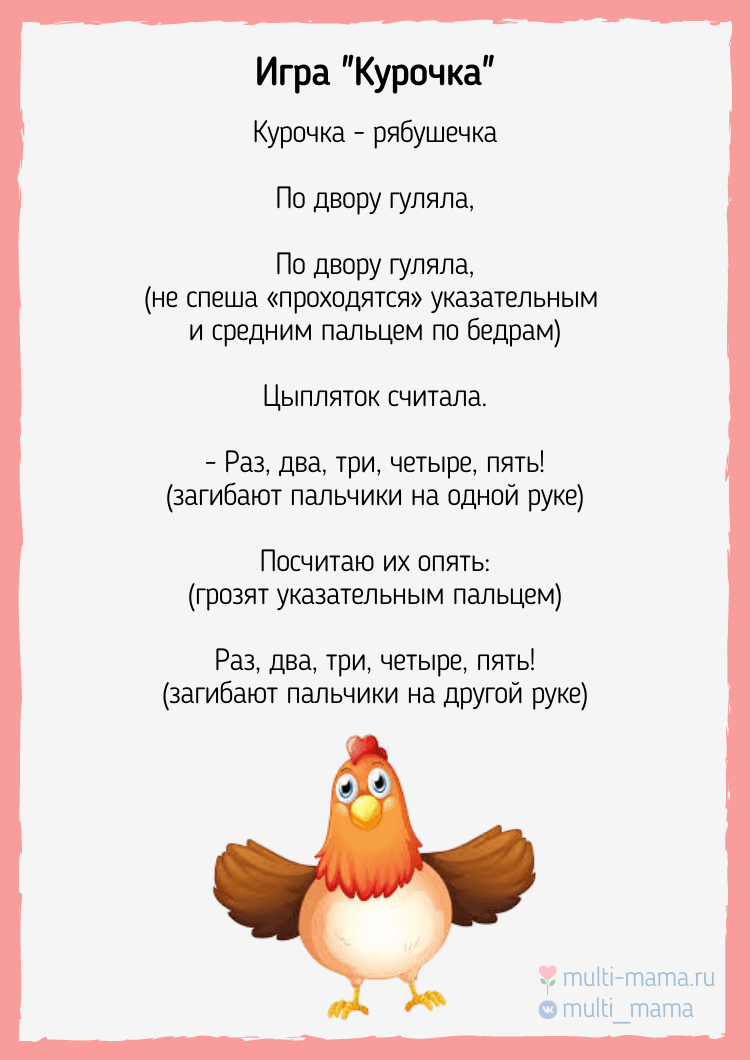 Игра "Курочка"
Курочка - рябушечка
По двору гуляла,
По двору гуляла,
(не спеша «проходятся» указательным
и средним пальцем по бедрам)
Цыпляток считала.
- Раз, два, три, четыре, пять!
(загибают пальчики на одной руке)
Посчитаю их опять:
(грозят указательным пальцем)
Раз, два, три, четыре, пять!
(загибают пальчики на другой руке)
multi-mama.ru
multi_mama